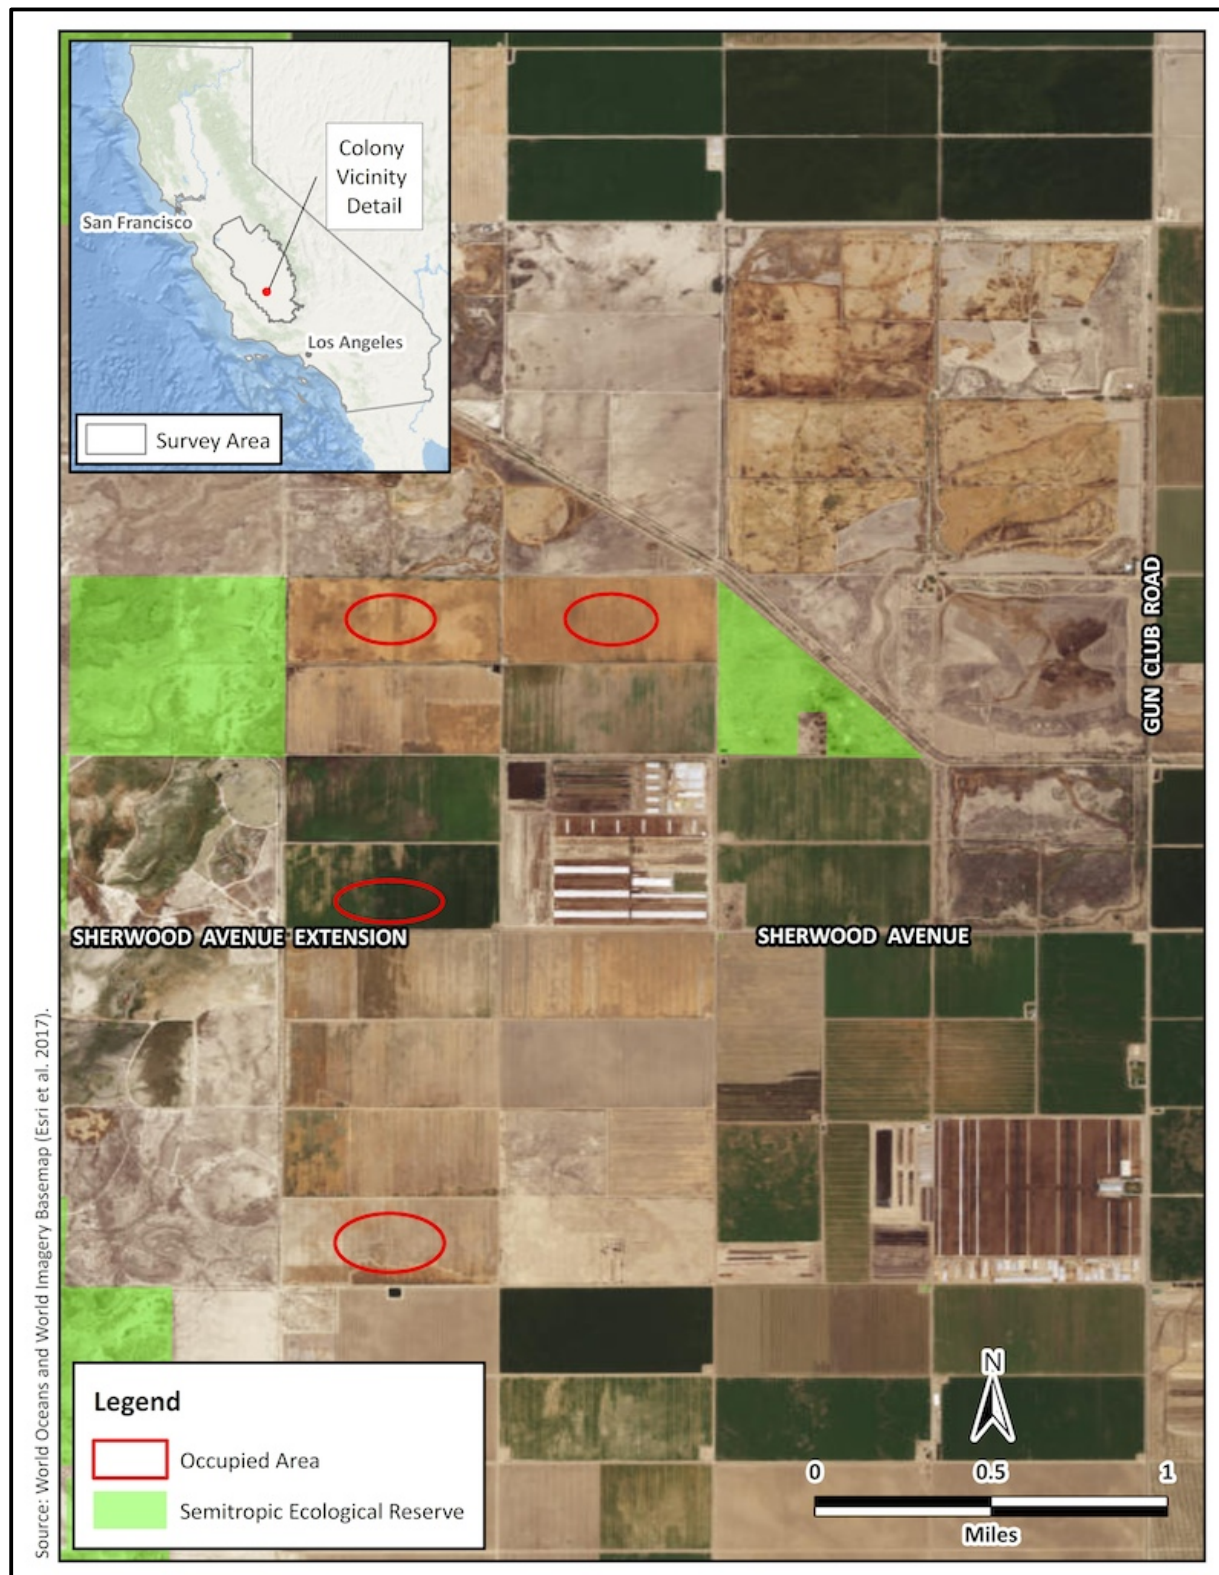 Colony
Vicinity
Detail
San Francisco
Los Angeles
Survey Area
GUN CLUB ROAD
SHERWOOD AVENUE EXTENSION
SHERWOOD AVENUE
Source: World Oceans and World Imagery Basemap (Esri et al. 2017).
Legend
Occupied Area
Semitropic Ecological Reserve
N
0 0.5 1
Miles